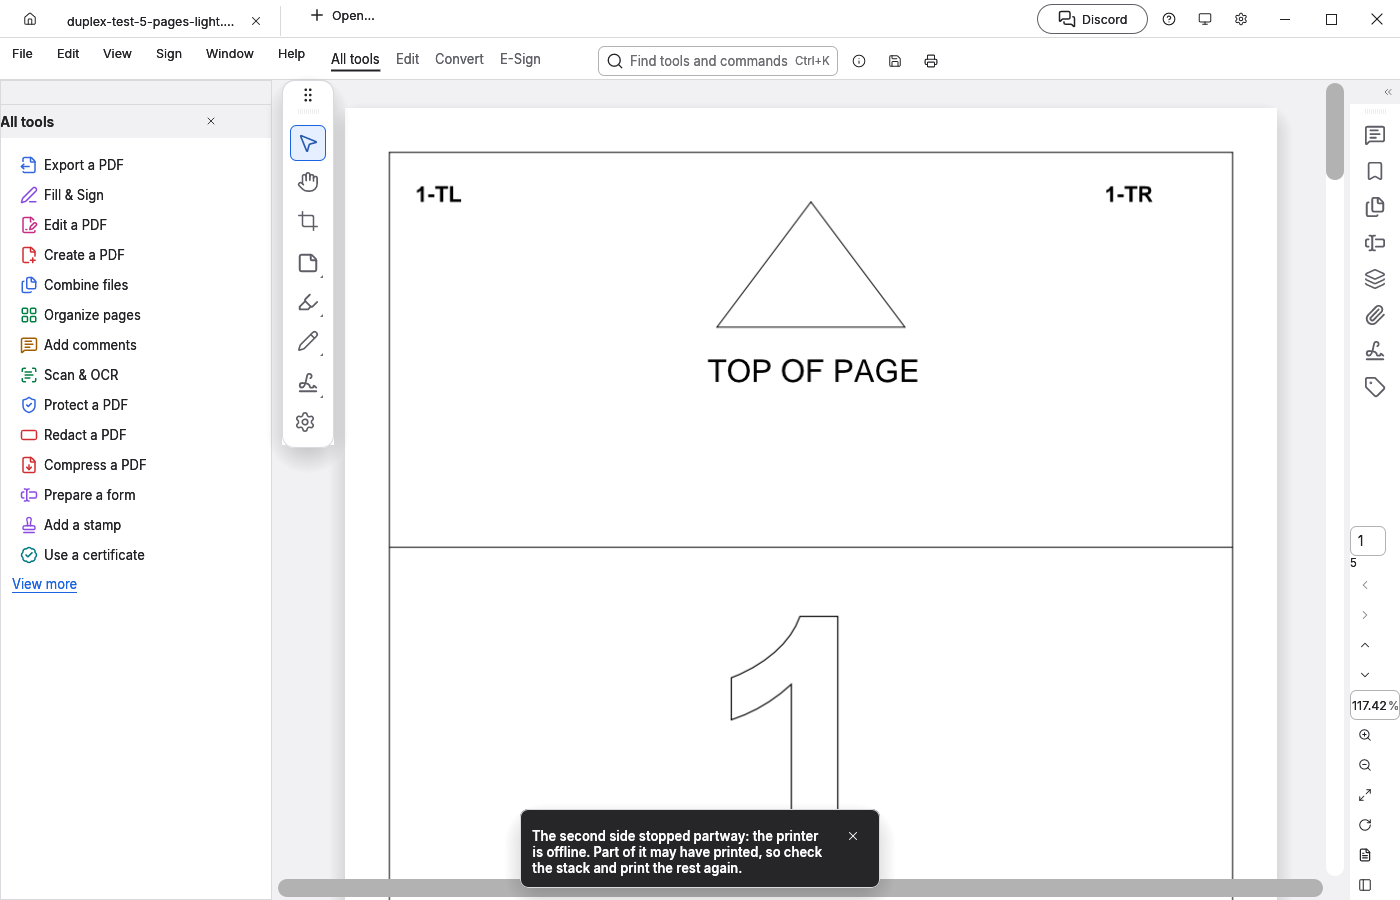 duplex-test-5-pages-light....
Open...
Discord
File Edit View Sign Window Help
All tools Edit Convert E-Sign
Find tools and commands Ctrl+K
All tools
Export a PDF
Fill & Sign
Edit a PDF
Create a PDF
Combine files
Organize pages
Add comments
Scan & OCR
Protect a PDF
Redact a PDF
Compress a PDF
Prepare a form
Add a stamp
Use a certificate
View more
1-TL
1-TR
TOP OF PAGE
1
The second side stopped partway: the printer
is offline. Part of it may have printed, so check
the stack and print the rest again.
1
5
117.42%